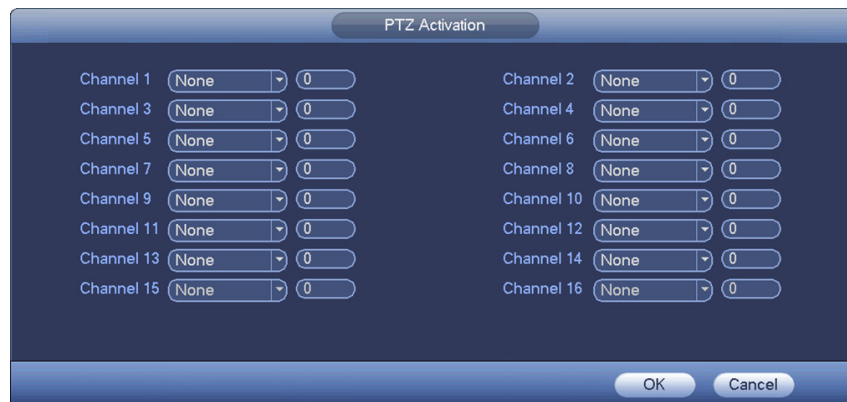 PTZ Activation
Channel 1 None 0 Channel 2 None 0
Channel 3 None 0 Channel 4 None 0
Channel 5 None 0 Channel 6 None 0
Channel 7 None 0 Channel 8 None 0
Channel 9 None 0 Channel 10 None 0
Channel 11 None 0 Channel 12 None 0
Channel 13 None 0 Channel 14 None 0
Channel 15 None 0 Channel 16 None 0
OK Cancel